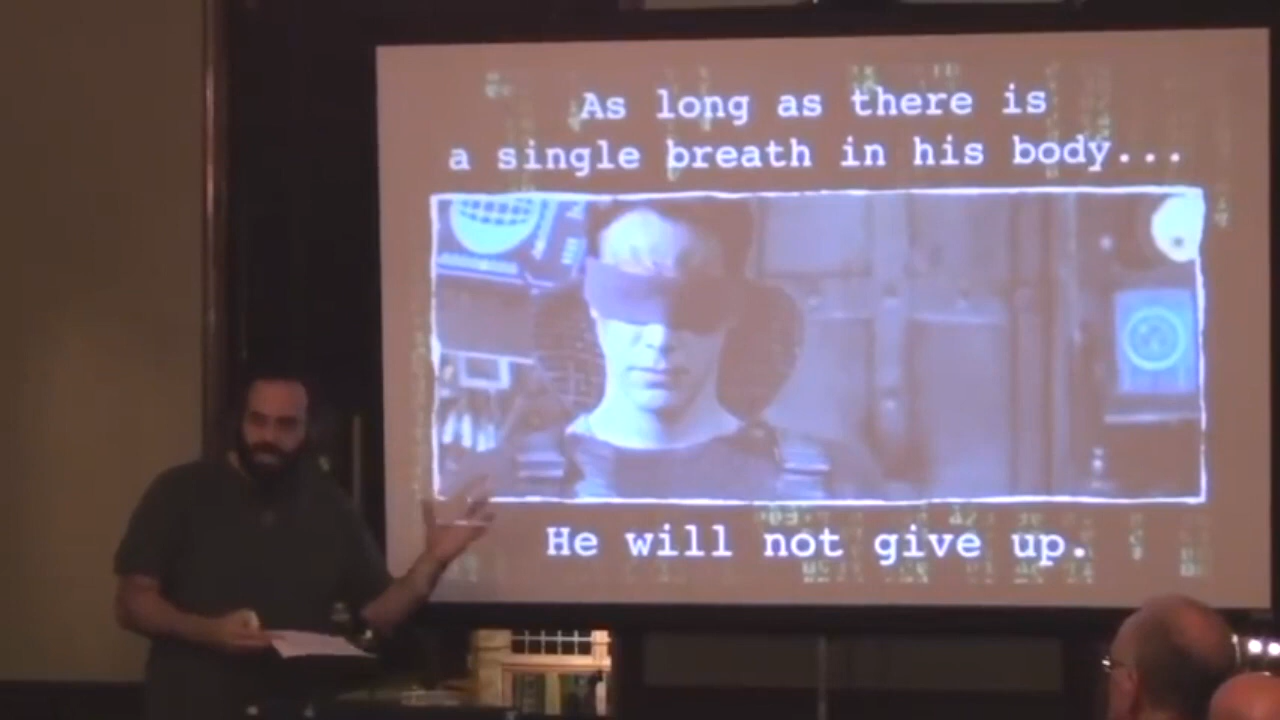 As long as there is
a single breath in his body...
He will not give up.